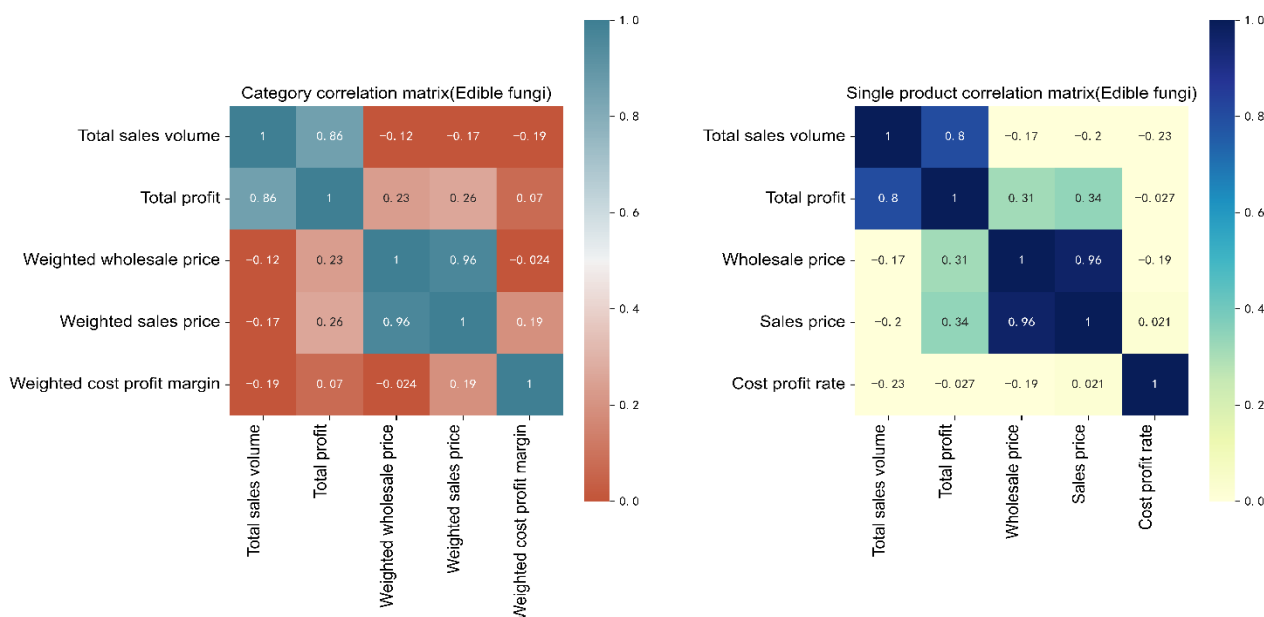 Category correlation matrix(Edible fungi)
Total sales volume 1 0.86 -0.12 -0.17 -0.19
Total profit 0.86 1 0.23 0.26 0.07
Weighted wholesale price -0.12 0.23 1 0.96 -0.024
Weighted sales price -0.17 0.26 0.96 1 0.19
Weighted cost profit margin -0.19 0.07 -0.024 0.19 1
Total sales volume
Total profit
Weighted wholesale price
Weighted sales price
Weighted cost profit margin
1.0
0.8
0.6
0.4
0.2
0.0
Single product correlation matrix(Edible fungi)
Total sales volume 1 0.8 -0.17 -0.2 -0.23
Total profit 0.8 1 0.31 0.34 -0.027
Wholesale price -0.17 0.31 1 0.96 -0.19
Sales price -0.2 0.34 0.96 1 0.021
Cost profit rate -0.23 -0.027 -0.19 0.021 1
Total sales volume
Total profit
Wholesale price
Sales price
Cost profit rate
1.0
0.8
0.6
0.4
0.2
0.0